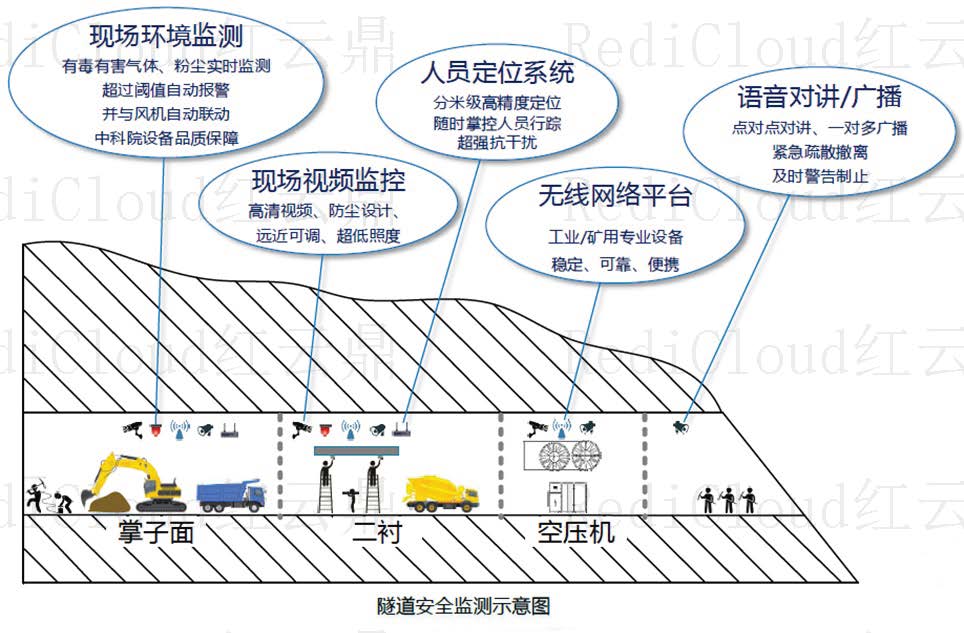 现场环境监测
有毒有害气体、粉尘实时监测
超过阈值自动报警
并与风机自动联动
中科院设备品质保障
人员定位系统
分米级高精度定位
随时掌控人员行踪
超强抗干扰
语音对讲/广播
点对点对讲、一对多广播
紧急疏散撤离
及时警告制止
现场视频监控
高清视频、防尘设计、
远近可调、超低照度
无线网络平台
工业/矿用专业设备
稳定、可靠、便携
掌子面
二衬
空压机
隧道安全监测示意图
RediCloud红云鼎
RediCloud红云
RediCloud红云鼎
RediCloud红云
RediCloud红云鼎
RediCloud红云
RediCloud红云鼎
RediCloud红云